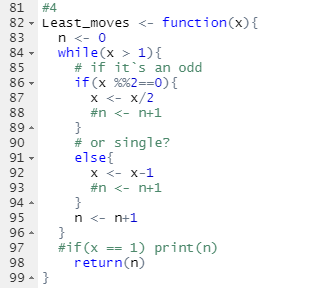 81 #4
82 Least_moves <- function(x){
83 n <- 0
84 while(x > 1){
85 # if it`s an odd
86 if(x %%2==0){
87 x <- x/2
88 #n <- n+1
89 }
90 # or single?
91 else{
92 x <- x-1
93 #n <- n+1
94 }
95 n <- n+1
96 }
97 #if(x == 1) print(n)
98 return(n)
99 }